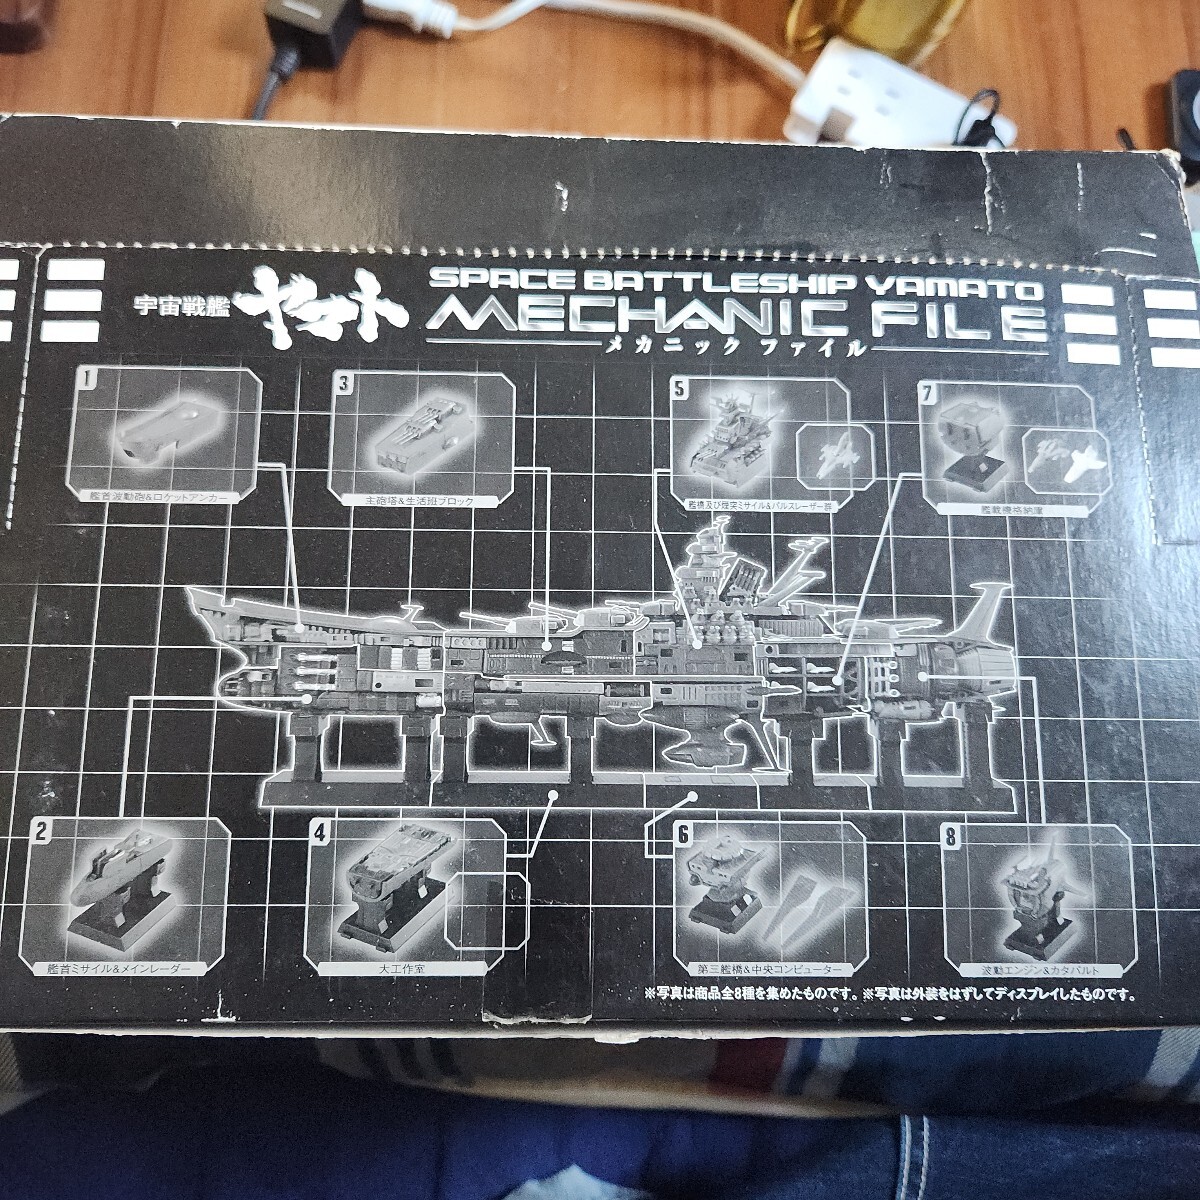 宇宙戦艦ヤマト
SPACE BATTLESHIP YAMATO
MECHANIC FILE
メカニック ファイル
1
艦首波動砲&ロケットアンカー
3
主砲塔&生活班ブロック
5
艦橋及び煙突ミサイル&パルスレーザー群
7
艦載機格納庫
2
艦首ミサイル&メインレーダー
4
大工作室
6
第三艦橋&中央コンピューター
8
波動エンジン&カタパルト
※写真は商品全8種を集めたものです。※写真は外装をはずしてディスプレイしたものです。